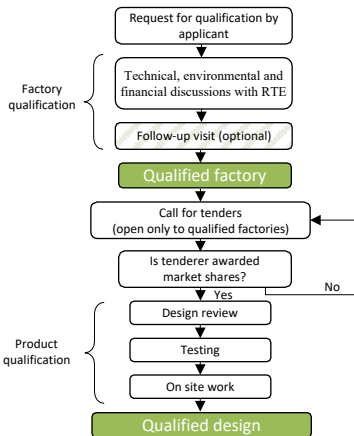 Request for qualification by
applicant
Factory
qualification
Technical, environmental and
financial discussions with RTE
Follow-up visit (optional)
Qualified factory
Call for tenders
(open only to qualified factories)
Is tenderer awarded
market shares?
No
Yes
Design review
Product
qualification
Testing
On site work
Qualified design